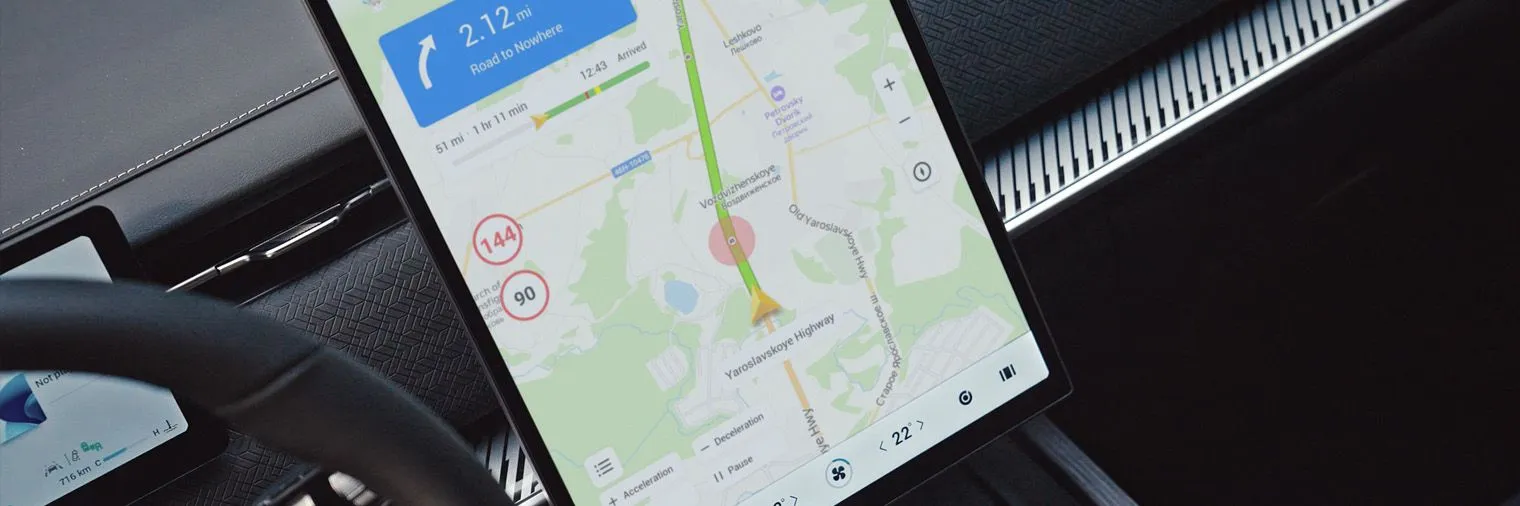 2.12 mi
Road to Nowhere
12:43 Arrived
51 mi · 1 hr 11 min
Leshkovo
Лешково
Petrovsky
Dvorik
Петровский
дворик
Vozdvizhenskoye
Воздвиженское
Old Yaroslavskoye Hwy
144
90
Yaroslavskoye Highway
Старое Ярославское ш.
ye Hwy
Deceleration
Pause
Acceleration
22°
Not
H
716 km C